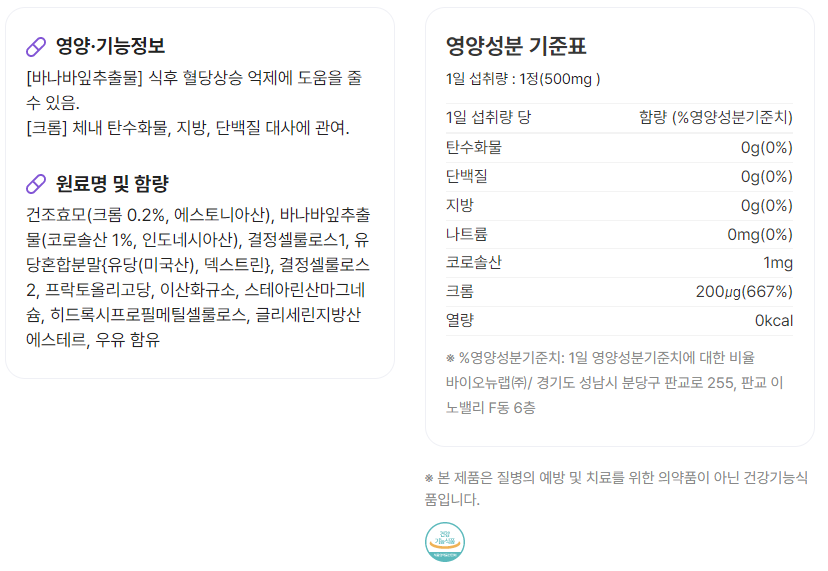 영양·기능정보
[바나바잎추출물] 식후 혈당상승 억제에 도움을 줄
수 있음.
[크롬] 체내 탄수화물, 지방, 단백질 대사에 관여.
원료명 및 함량
건조효모(크롬 0.2%, 에스토니아산), 바나바잎추출
물(코로솔산 1%, 인도네시아산), 결정셀룰로스1, 유
당혼합분말{유당(미국산), 덱스트린}, 결정셀룰로스
2, 프락토올리고당, 이산화규소, 스테아린산마그네
슘, 히드록시프로필메틸셀룰로스, 글리세린지방산
에스테르, 우유 함유
영양성분 기준표
1일 섭취량 : 1정(500mg )
1일 섭취량 당 함량 (%영양성분기준치)
탄수화물 0g(0%)
단백질 0g(0%)
지방 0g(0%)
나트륨 0mg(0%)
코로솔산 1mg
크롬 200㎍(667%)
열량 0kcal
※ %영양성분기준치: 1일 영양성분기준치에 대한 비율
바이오뉴랩㈜/ 경기도 성남시 분당구 판교로 255, 판교 이
노밸리 F동 6층
※ 본 제품은 질병의 예방 및 치료를 위한 의약품이 아닌 건강기능식
품입니다.
건강
기능식품